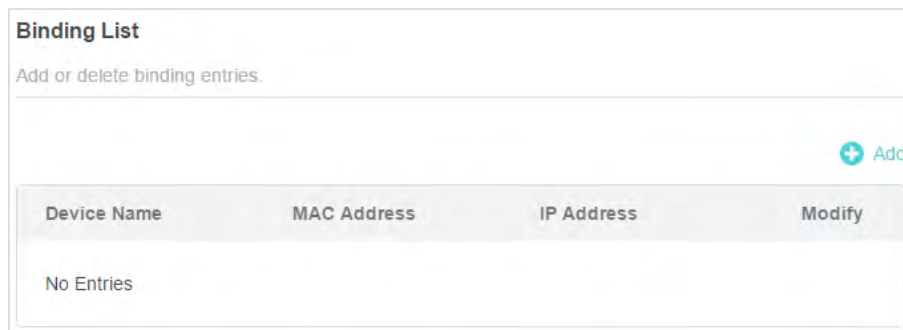 Binding List
Add or delete binding entries.
Add
Device Name MAC Address IP Address Modify
No Entries